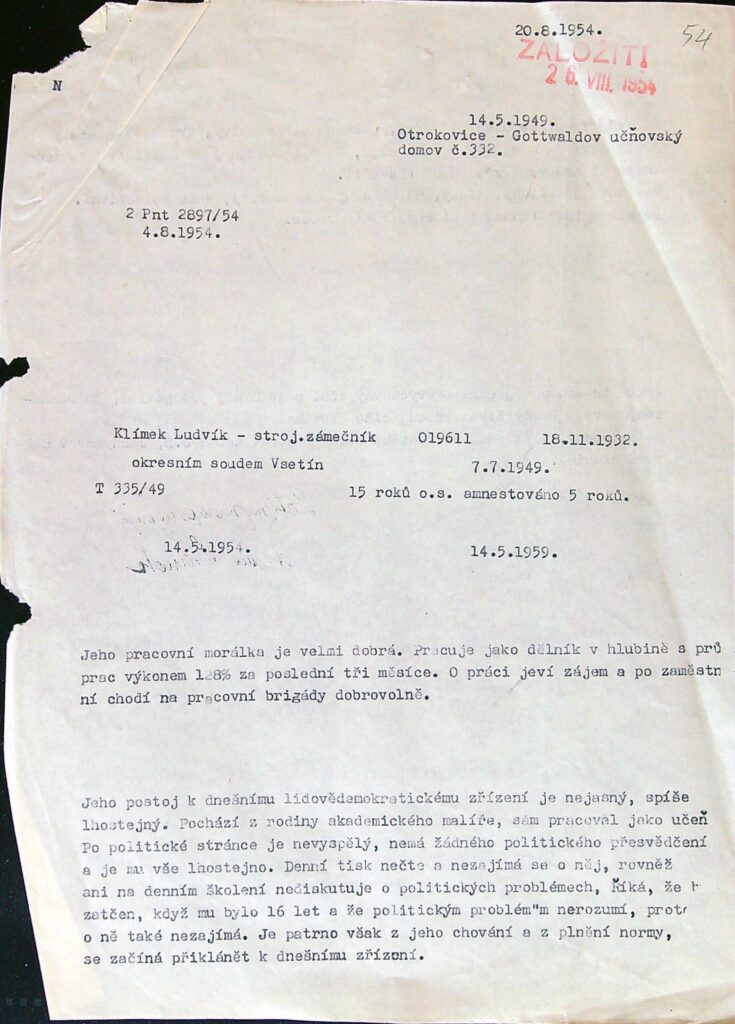 20.8.1954.
54
ZALOŽITI
26. VIII. 1954
N
14.5.1949.
Otrokovice - Gottwaldov učňovský
domov č.332.
2 Pnt 2897/54
4.8.1954.
Klímek Ludvík - stroj.zámečník 019611 18.11.1932.
okresním soudem Vsetín 7.7.1949.
T 335/49 15 roků o.s. amnestováno 5 roků.
14.5.1954. 14.5.1959.
Jeho pracovní morálka je velmi dobrá. Pracuje jako dělník v hlubině s prů
prac výkonem 128% za poslední tři měsíce. O práci jeví zájem a po zaměstn
ní chodí na pracovní brigády dobrovolně.
Jeho postoj k dnešnímu lidovědemokratickému zřízení je nejasný, spíše
lhostejný. Pochází z rodiny akademického malíře, sám pracoval jako učeň
Po politické stránce je nevyspělý, nemá žádného politického přesvědčení
a je mu vše lhostejno. Denní tisk nečte a nezajímá se o něj, rovněž
ani na denním školení nediskutuje o politických problémech, Říká, že
zatčen, když mu bylo 16 let a že politickým problém"m nerozumí, prot
o ně také nezajímá. Je patrno však z jeho chování a z plnění normy,
se začíná přiklánět k dnešnímu zřízení.